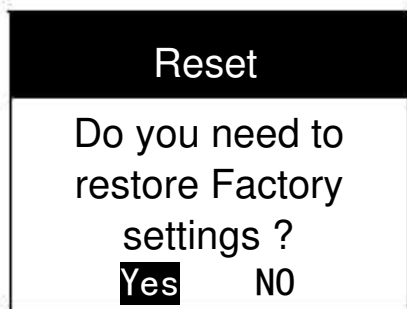 Reset
Do you need to
restore Factory
settings ?
Yes NO